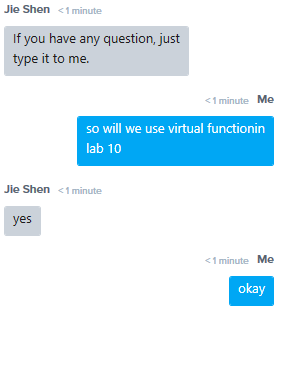 Jie Shen < 1 minute
If you have any question, just
type it to me.
< 1 minute Me
so will we use virtual functionin
lab 10
Jie Shen < 1 minute
yes
< 1 minute Me
okay